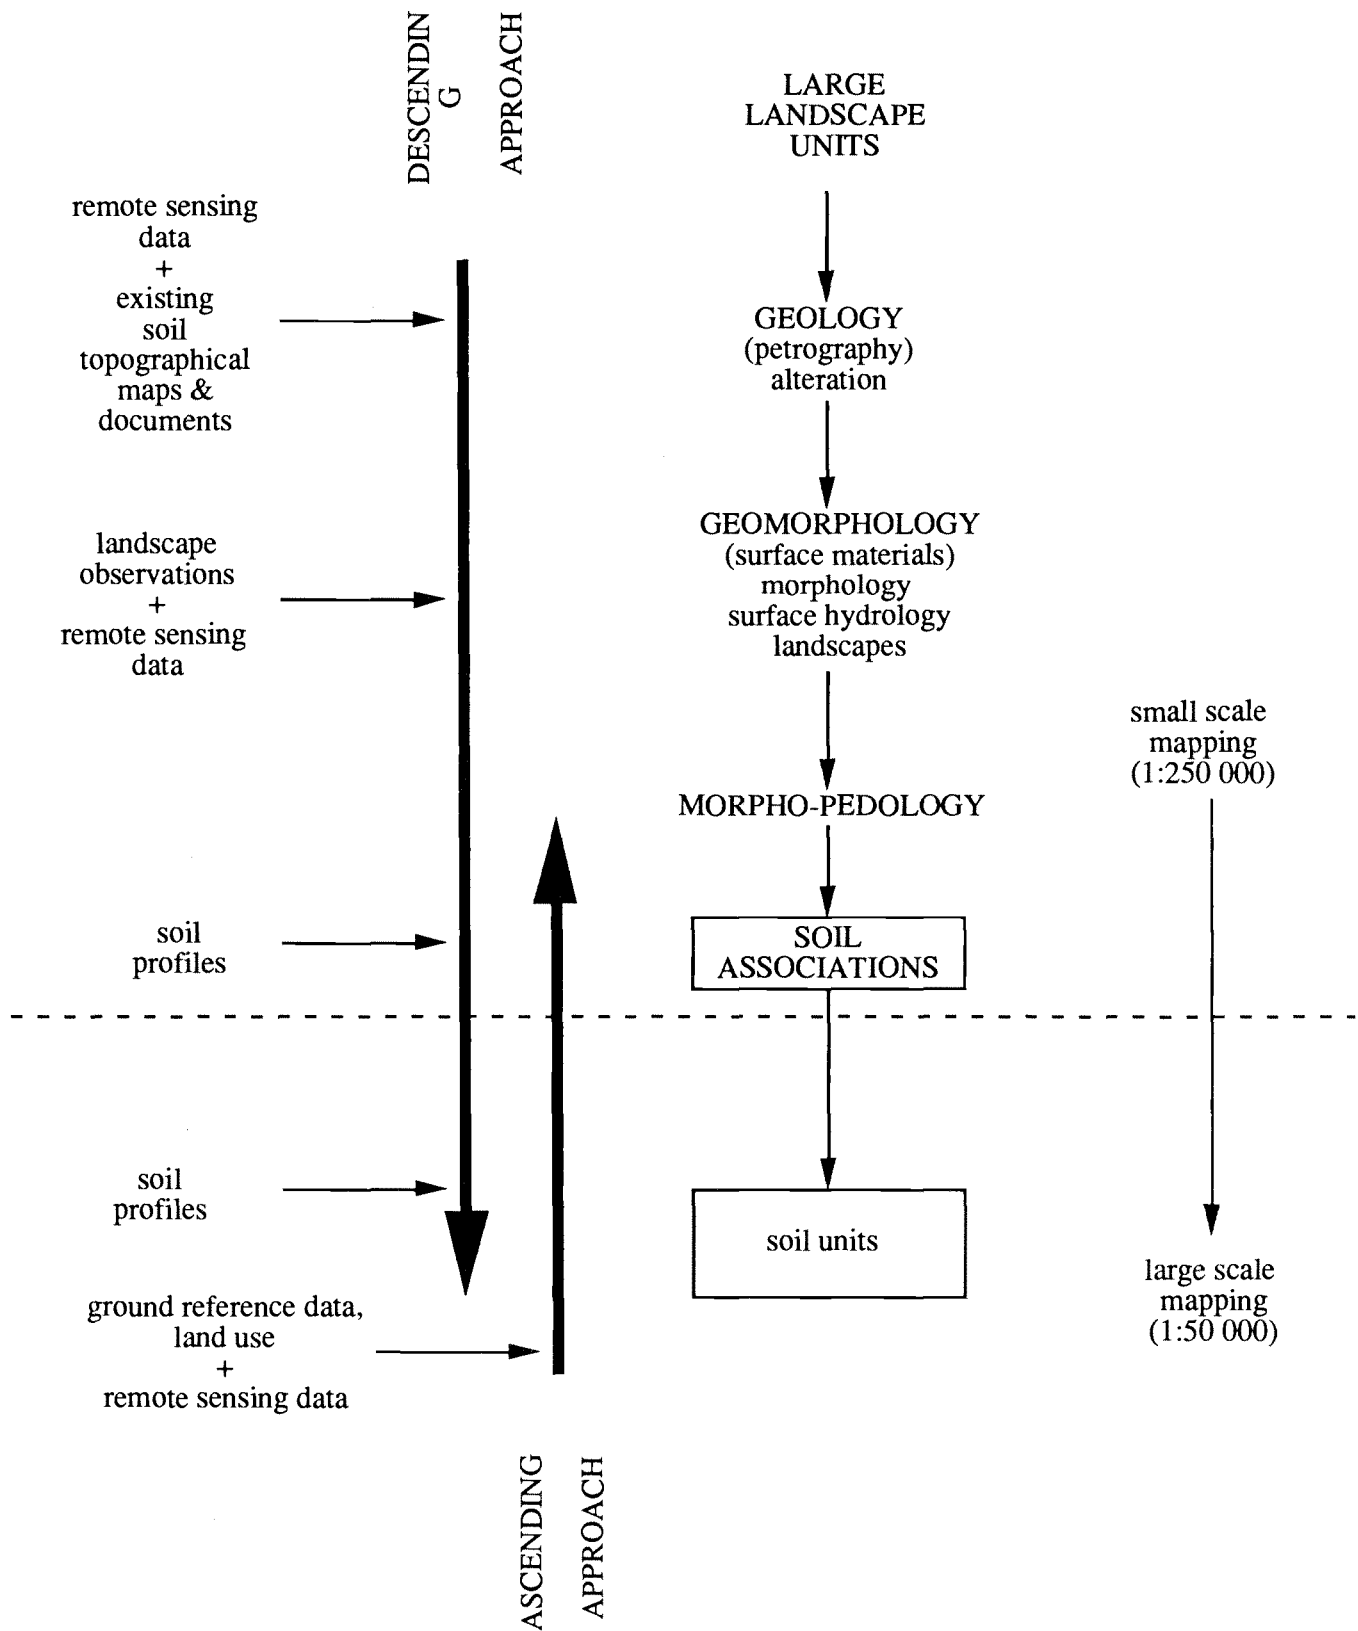 DESCENDIN
G
APPROACH
LARGE
LANDSCAPE
UNITS
remote sensing
data
+
existing
soil
topographical
maps &
documents
GEOLOGY
(petrography)
alteration
landscape
observations
+
remote sensing
data
GEOMORPHOLOGY
(surface materials)
morphology
surface hydrology
landscapes
small scale
mapping
(1:250 000)
MORPHO-PEDOLOGY
soil
profiles
SOIL
ASSOCIATIONS
soil
profiles
soil units
large scale
mapping
(1:50 000)
ground reference data,
land use
+
remote sensing data
ASCENDING
APPROACH